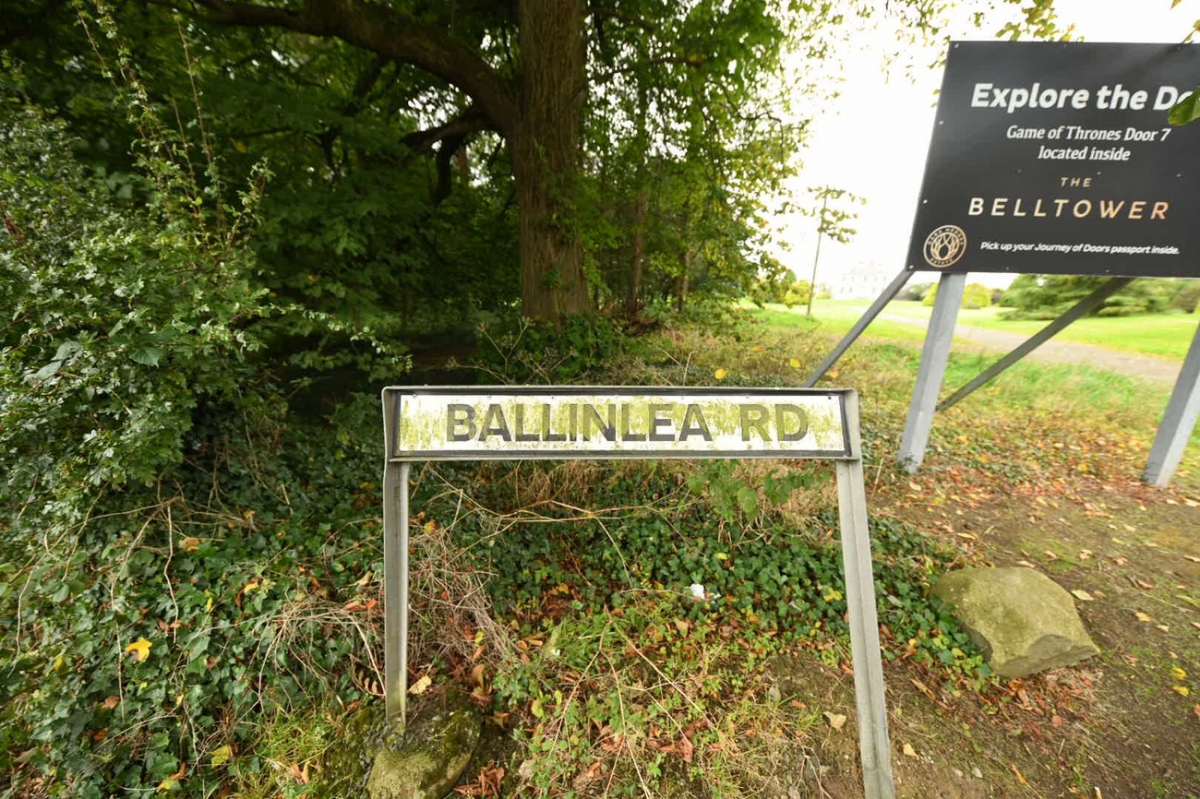 Explore the
Game of Thrones Door 7
located inside
THE
BELLTOWER
Pick up your Journey of Doors passport inside.
BALLINLEA RD